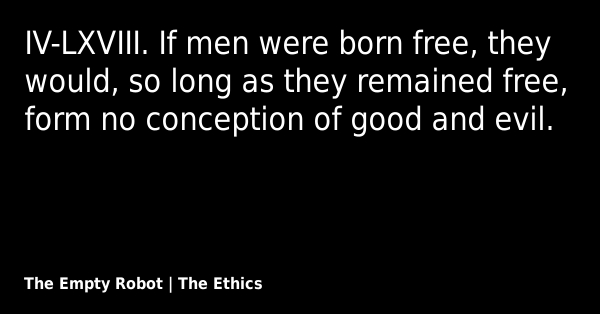 IV-LXVIII. If men were born free, they
would, so long as they remained free,
form no conception of good and evil.
The Empty Robot | The Ethics